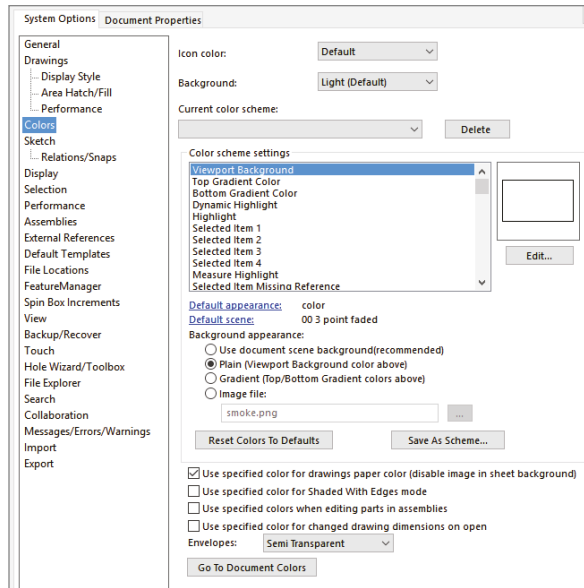 System Options
Document Properties
General
Drawings
Display Style
Area Hatch/Fill
Performance
Colors
Sketch
Relations/Snaps
Display
Selection
Performance
Assemblies
External References
Default Templates
File Locations
FeatureManager
Spin Box Increments
View
Backup/Recover
Touch
Hole Wizard/Toolbox
File Explorer
Search
Collaboration
Messages/Errors/Warnings
Import
Export
Icon color: Default
Background: Light (Default)
Current color scheme:
Delete
Color scheme settings
Viewport Background
Top Gradient Color
Bottom Gradient Color
Dynamic Highlight
Highlight
Selected Item 1
Selected Item 2
Selected Item 3
Selected Item 4
Measure Highlight
Selected Item Missing Reference
Edit...
Default appearance: color
Default scene: 00 3 point faded
Background appearance:
Use document scene background(recommended)
Plain (Viewport Background color above)
Gradient (Top/Bottom Gradient colors above)
Image file:
smoke.png ...
Reset Colors To Defaults Save As Scheme...
Use specified color for drawings paper color (disable image in sheet background)
Use specified color for Shaded With Edges mode
Use specified colors when editing parts in assemblies
Use specified color for changed drawing dimensions on open
Envelopes: Semi Transparent
Go To Document Colors